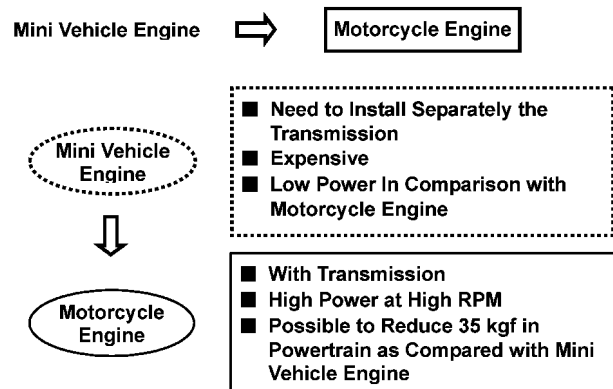 Mini Vehicle Engine
Motorcycle Engine
Mini Vehicle
Engine
■ Need to Install Separately the
Transmission
■ Expensive
■ Low Power In Comparison with
Motorcycle Engine
Motorcycle
Engine
■ With Transmission
■ High Power at High RPM
■ Possible to Reduce 35 kgf in
Powertrain as Compared with Mini
Vehicle Engine